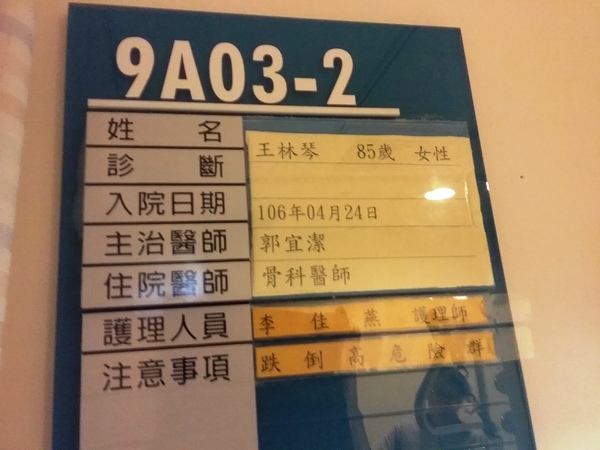 9A03-2
姓名 王林琴 85歲 女性
診斷
入院日期 106年04月24日
主治醫師 郭宜潔
住院醫師 骨科醫師
護理人員 李佳燕 護理師
注意事項 跌倒高危險群